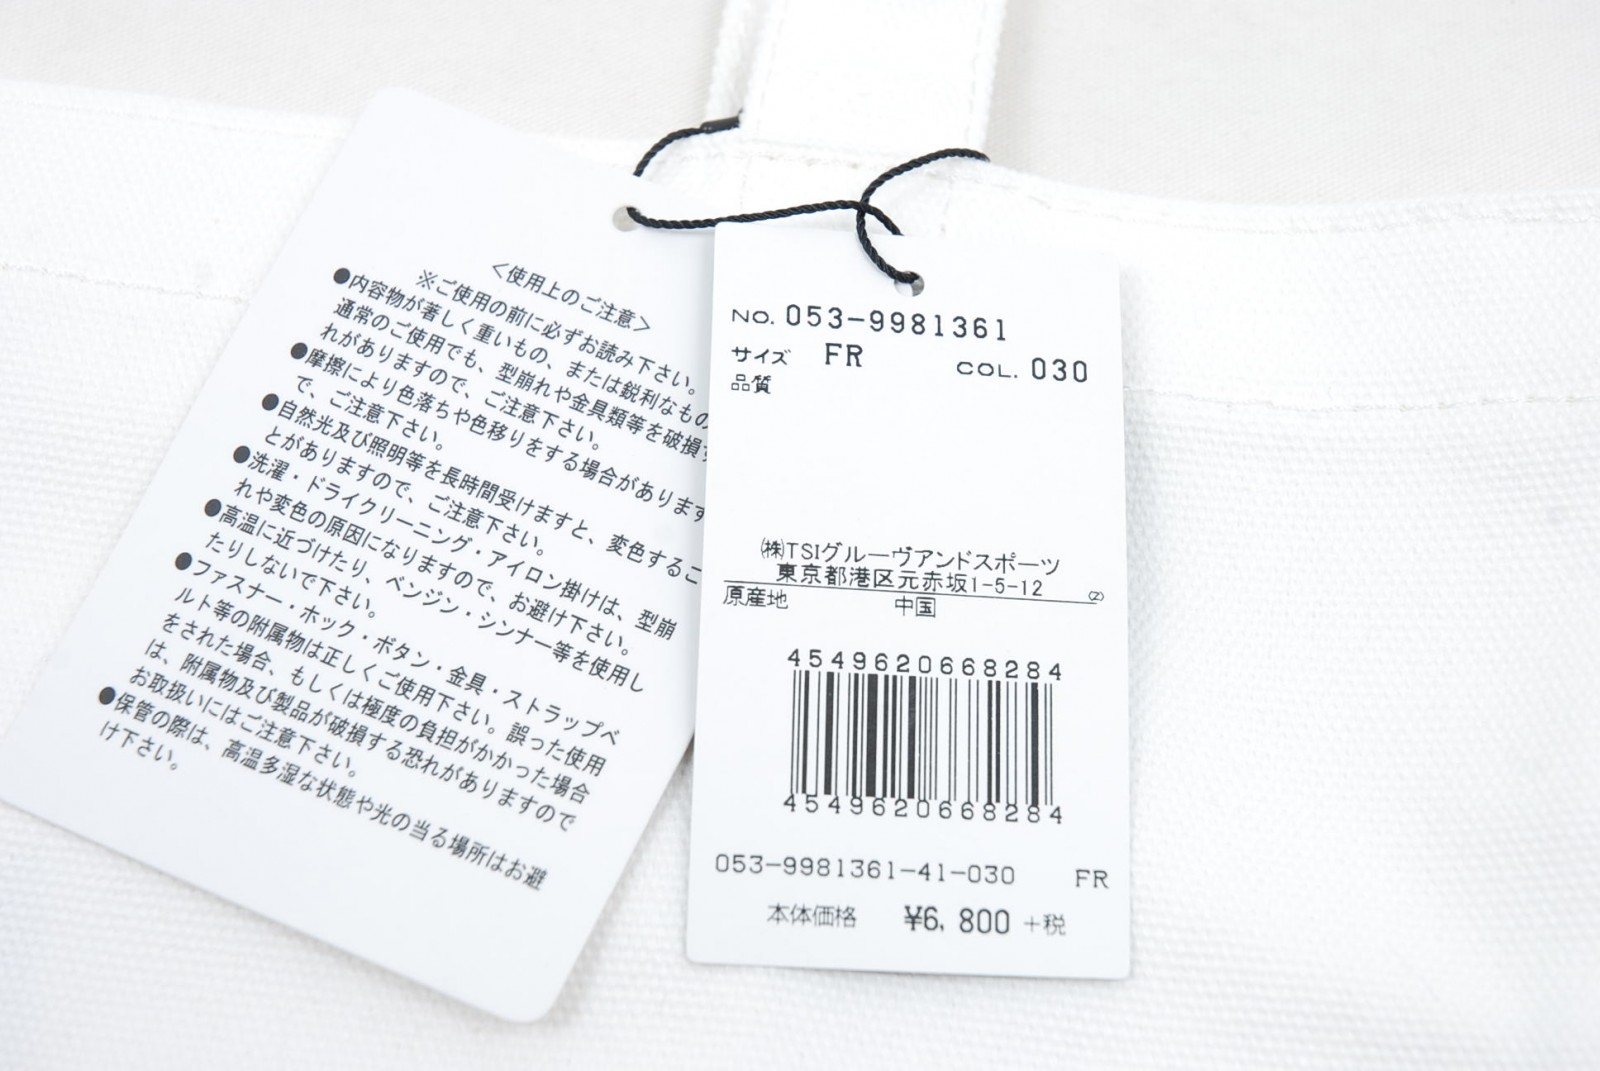 <使用上のご注意>
※ご使用の前に必ずお読み下さい。
●内容物が著しく重いもの、または鋭利なもの
通常のご使用でも、型崩れや金具類等を破損す
れがありますので、ご注意下さい。
●摩擦により色落ちや色移りをする場合があります
で、ご注意下さい。
●自然光及び照明等を長時間受けますと、変色するこ
とがありますので、ご注意下さい。
●洗濯・ドライクリーニング・アイロン掛けは、型崩
れや変色の原因になりますので、お避け下さい。
●高温に近づけたり、ベンジン・シンナー等を使用し
たりしないで下さい。
●ファスナー・ホック・ボタン・金具・ストラップベ
ルト等の附属物は正しくご使用下さい。誤った使用
をされた場合、もしくは極度の負担がかかった場合
は、附属物及び製品が破損する恐れがありますので
お取扱いにはご注意下さい。
●保管の際は、高温多湿な状態や光の当る場所はお避
け下さい。
NO. 053-9981361
サイズ FR COL. 030
品質
㈱TSIグルーヴアンドスポーツ
東京都港区元赤坂1-5-12
(Z)
原産地 中国
4549620668284
4549620668284
053-9981361-41-030 FR
本体価格 ¥6,800 +税